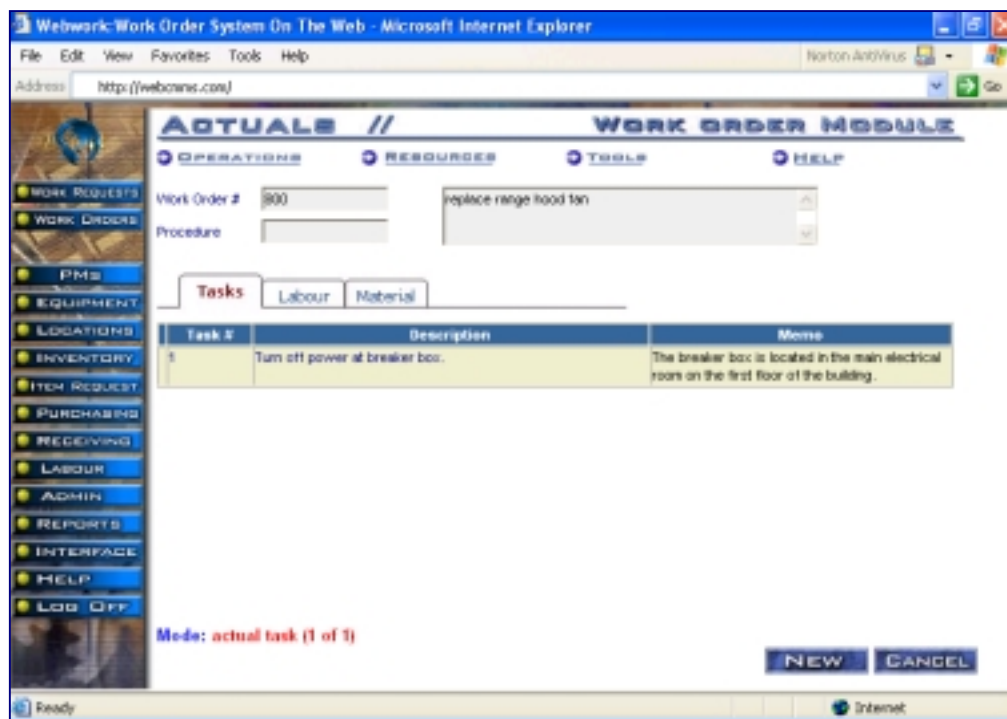 Webwork:Work Order System On The Web - Microsoft Internet Explorer
File Edit View Favorites Tools Help Norton AntiVirus
Address http://webcmms.com/ Go
ACTUALS // WORK ORDER MODULE
OPERATIONS RESOURCES TOOLS HELP
WORK REQUESTS
WORK ORDERS
Work Order # 800 replace range hood fan
Procedure
PMs
EQUIPMENT
LOCATIONS
INVENTORY
ITEM REQUEST
PURCHASING
RECEIVING
LABOUR
ADMIN
REPORTS
INTERFACE
HELP
LOG OFF
Tasks Labour Material
Task # Description Memo
1 Turn off power at breaker box. The breaker box is located in the main electrical
room on the first floor of the building.
Mode: actual task (1 of 1)
NEW CANCEL
Ready Internet